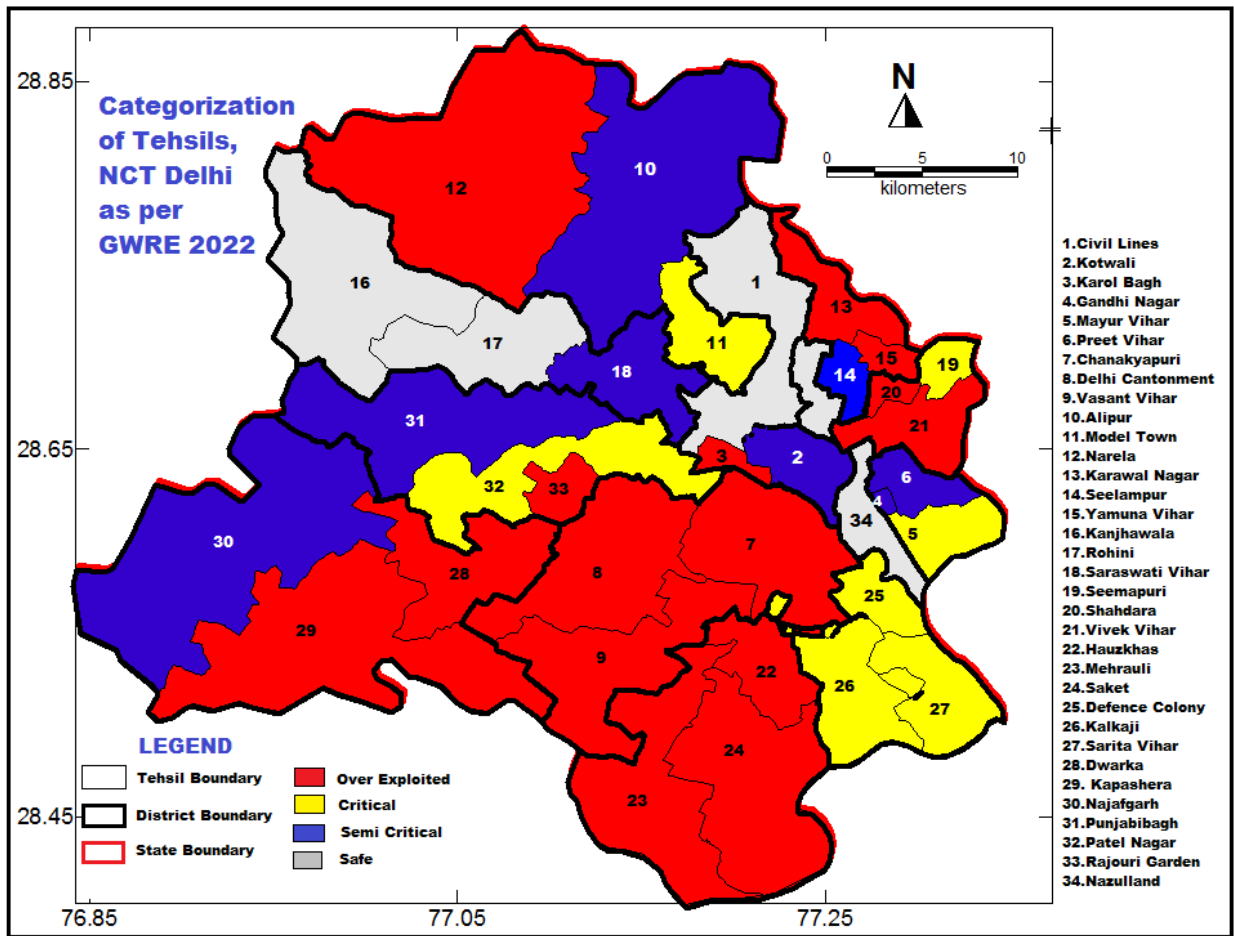 28.85
28.65
28.45
76.85
77.05
77.25
Categorization
of Tehsils,
NCT Delhi
as per
GWRE 2022
N
0 5 10
kilometers
12
10
16
1
13
17
11
15
19
18
14
20
31
21
3
2
6
32
33
4
34
5
30
7
28
8
25
29
9
22
26
27
24
23
LEGEND
Tehsil Boundary
District Boundary
State Boundary
Over Exploited
Critical
Semi Critical
Safe
1.Civil Lines
2.Kotwali
3.Karol Bagh
4.Gandhi Nagar
5.Mayur Vihar
6.Preet Vihar
7.Chanakyapuri
8.Delhi Cantonment
9.Vasant Vihar
10.Alipur
11.Model Town
12.Narela
13.Karawal Nagar
14.Seelampur
15.Yamuna Vihar
16.Kanjhawala
17.Rohini
18.Saraswati Vihar
19.Seemapuri
20.Shahdara
21.Vivek Vihar
22.Hauzkhas
23.Mehrauli
24.Saket
25.Defence Colony
26.Kalkaji
27.Sarita Vihar
28.Dwarka
29. Kapashera
30.Najafgarh
31.Punjabibagh
32.Patel Nagar
33.Rajouri Garden
34.Nazulland